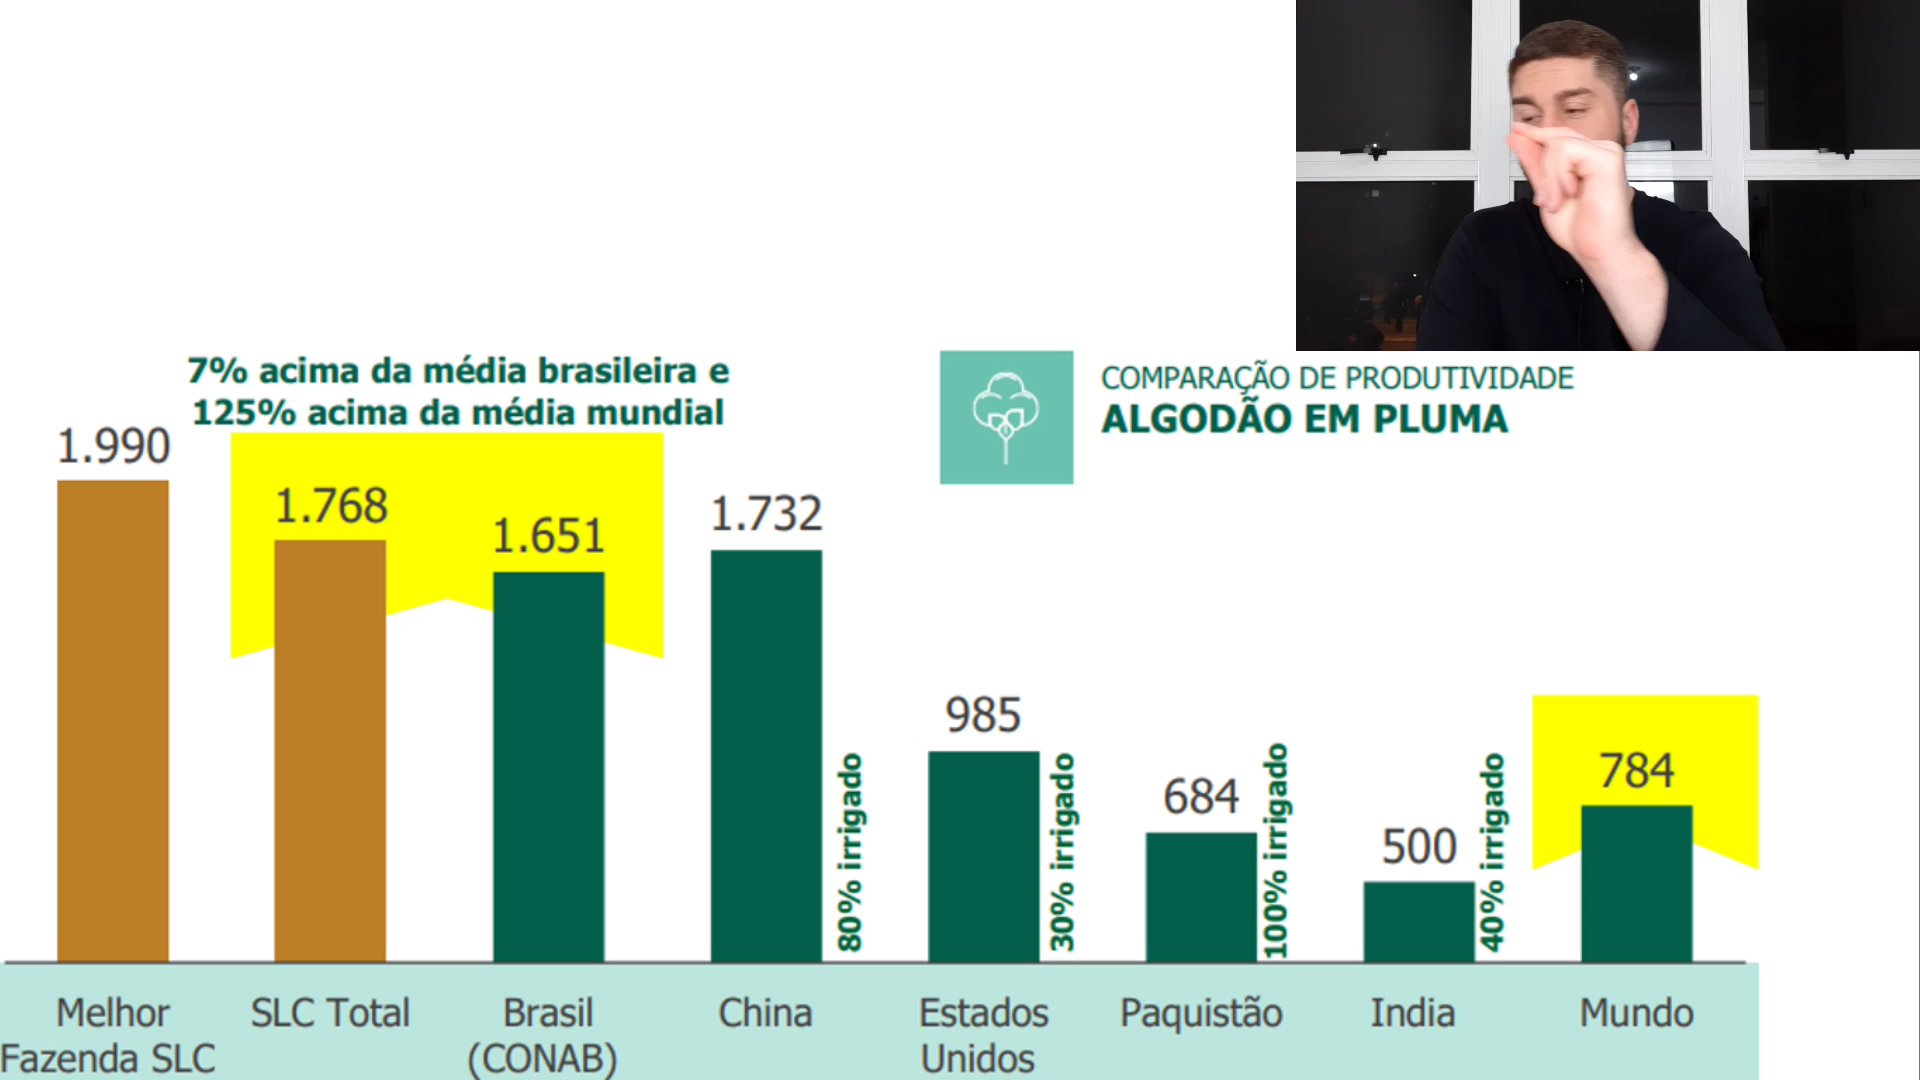 7% acima da média brasileira e
125% acima da média mundial
COMPARAÇÃO DE PRODUTIVIDADE
ALGODÃO EM PLUMA
1.990
1.768
1.651
1.732
985
684
500
784
80% irrigado
30% irrigado
100% irrigado
40% irrigado
Melhor
Fazenda SLC
SLC Total
Brasil
(CONAB)
China
Estados
Unidos
Paquistão
India
Mundo